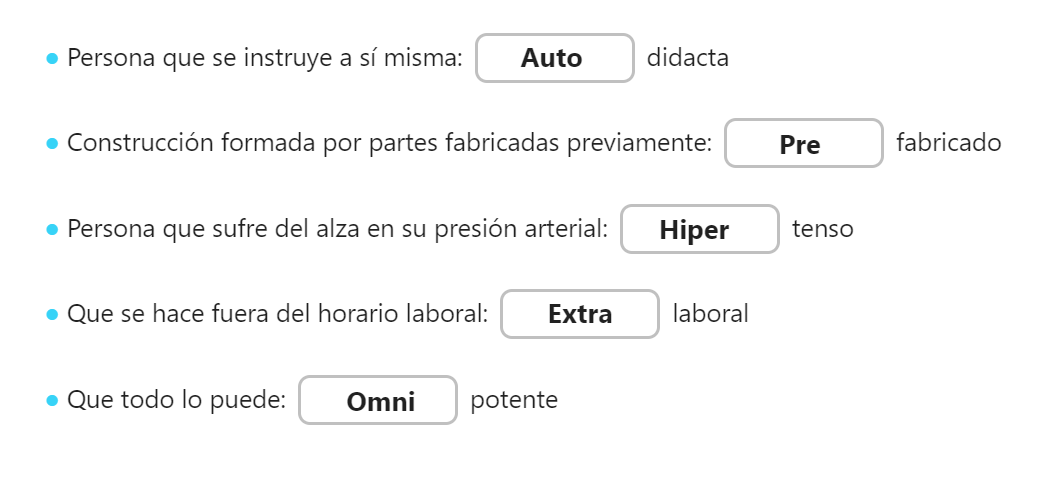 • Persona que se instruye a sí misma: Auto didacta
• Construcción formada por partes fabricadas previamente: Pre fabricado
• Persona que sufre del alza en su presión arterial: Hiper tenso
• Que se hace fuera del horario laboral: Extra laboral
• Que todo lo puede: Omni potente